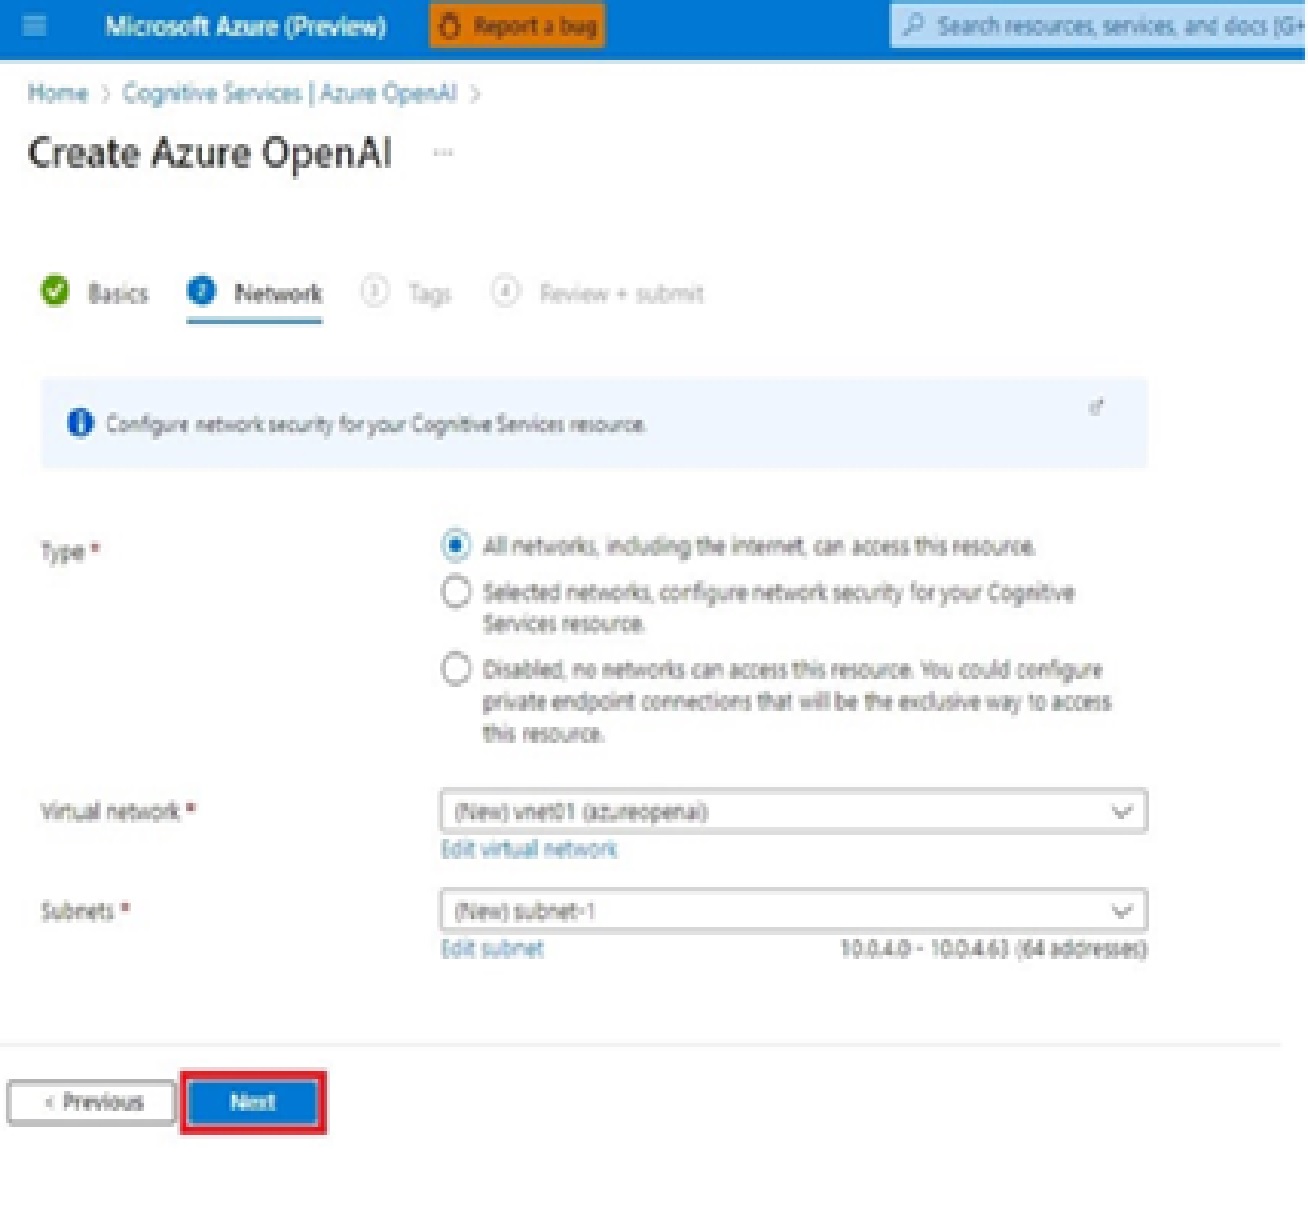 Microsoft Azure (Preview)
Report a bug
Search resources, services, and docs (G+
Home > Cognitive Services | Azure OpenAI >
Create Azure OpenAI ...
Basics
2 Network
3 Tags
4 Review + submit
Configure network security for your Cognitive Services resource.
Type *
All networks, including the internet, can access this resource.
Selected networks, configure network security for your Cognitive
Services resource.
Disabled, no networks can access this resource. You could configure
private endpoint connections that will be the exclusive way to access
this resource.
Virtual network *
(New) vnet01 (azureopenai)
Edit virtual network
Subnets *
(New) subnet-1
Edit subnet
10.0.4.0 - 10.0.4.63 (64 addresses)
< Previous
Next